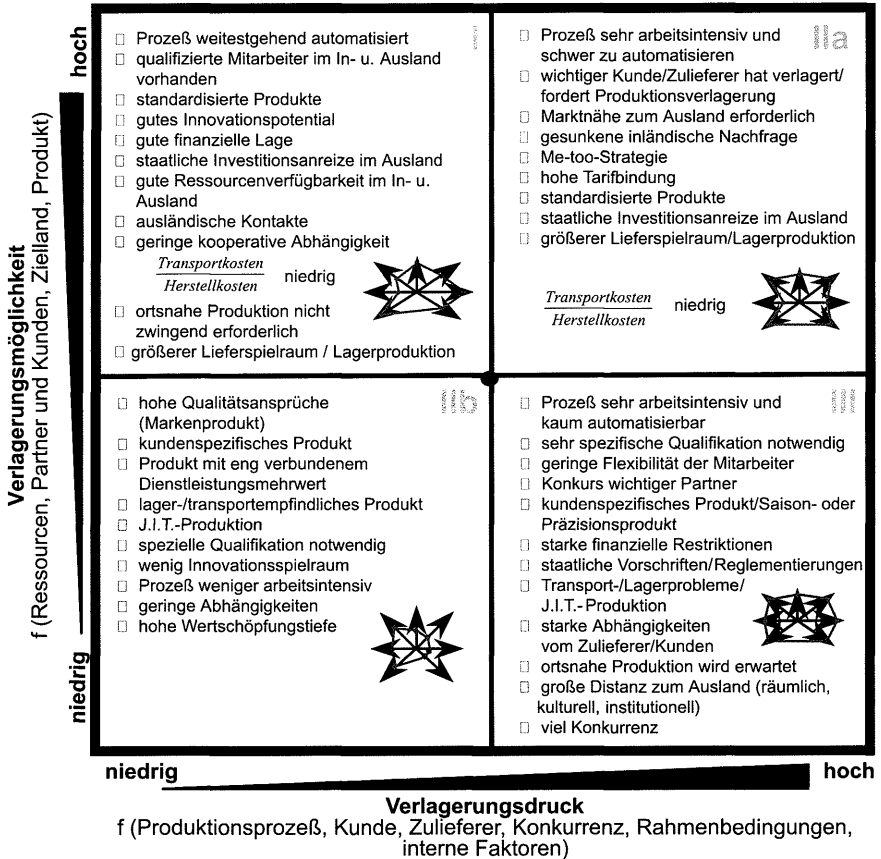 hoch
Verlagerungsmöglichkeit
f (Ressourcen, Partner und Kunden, Zielland, Produkt)
niedrig
Prozeß weitestgehend automatisiert
qualifizierte Mitarbeiter im In- u. Ausland
vorhanden
standardisierte Produkte
gutes Innovationspotential
gute finanzielle Lage
staatliche Investitionsanreize im Ausland
gute Ressourcenverfügbarkeit im In- u.
Ausland
ausländische Kontakte
geringe kooperative Abhängigkeit
Transportkosten
Herstellkosten
niedrig
ortsnahe Produktion nicht
zwingend erforderlich
größerer Lieferspielraum / Lagerproduktion
Prozeß sehr arbeitsintensiv und
schwer zu automatisieren
wichtiger Kunde/Zulieferer hat verlagert/
fordert Produktionsverlagerung
Marktnähe zum Ausland erforderlich
gesunkene inländische Nachfrage
Me-too-Strategie
hohe Tarifbindung
standardisierte Produkte
staatliche Investitionsanreize im Ausland
größerer Lieferspielraum/Lagerproduktion
Transportkosten
Herstellkosten
niedrig
hohe Qualitätsansprüche
(Markenprodukt)
kundenspezifisches Produkt
Produkt mit eng verbundenem
Dienstleistungsmehrwert
lager-/transportempfindliches Produkt
J.I.T.-Produktion
spezielle Qualifikation notwendig
wenig Innovationsspielraum
Prozeß weniger arbeitsintensiv
geringe Abhängigkeiten
hohe Wertschöpfungstiefe
Prozeß sehr arbeitsintensiv und
kaum automatisierbar
sehr spezifische Qualifikation notwendig
geringe Flexibilität der Mitarbeiter
Konkurs wichtiger Partner
kundenspezifisches Produkt/Saison- oder
Präzisionsprodukt
starke finanzielle Restriktionen
staatliche Vorschriften/Reglementierungen
Transport-/Lagerprobleme/
J.I.T.-Produktion
starke Abhängigkeiten
vom Zulieferer/Kunden
ortsnahe Produktion wird erwartet
große Distanz zum Ausland (räumlich,
kulturell, institutionell)
viel Konkurrenz
niedrig
hoch
Verlagerungsdruck
f (Produktionsprozeß, Kunde, Zulieferer, Konkurrenz, Rahmenbedingungen,
interne Faktoren)